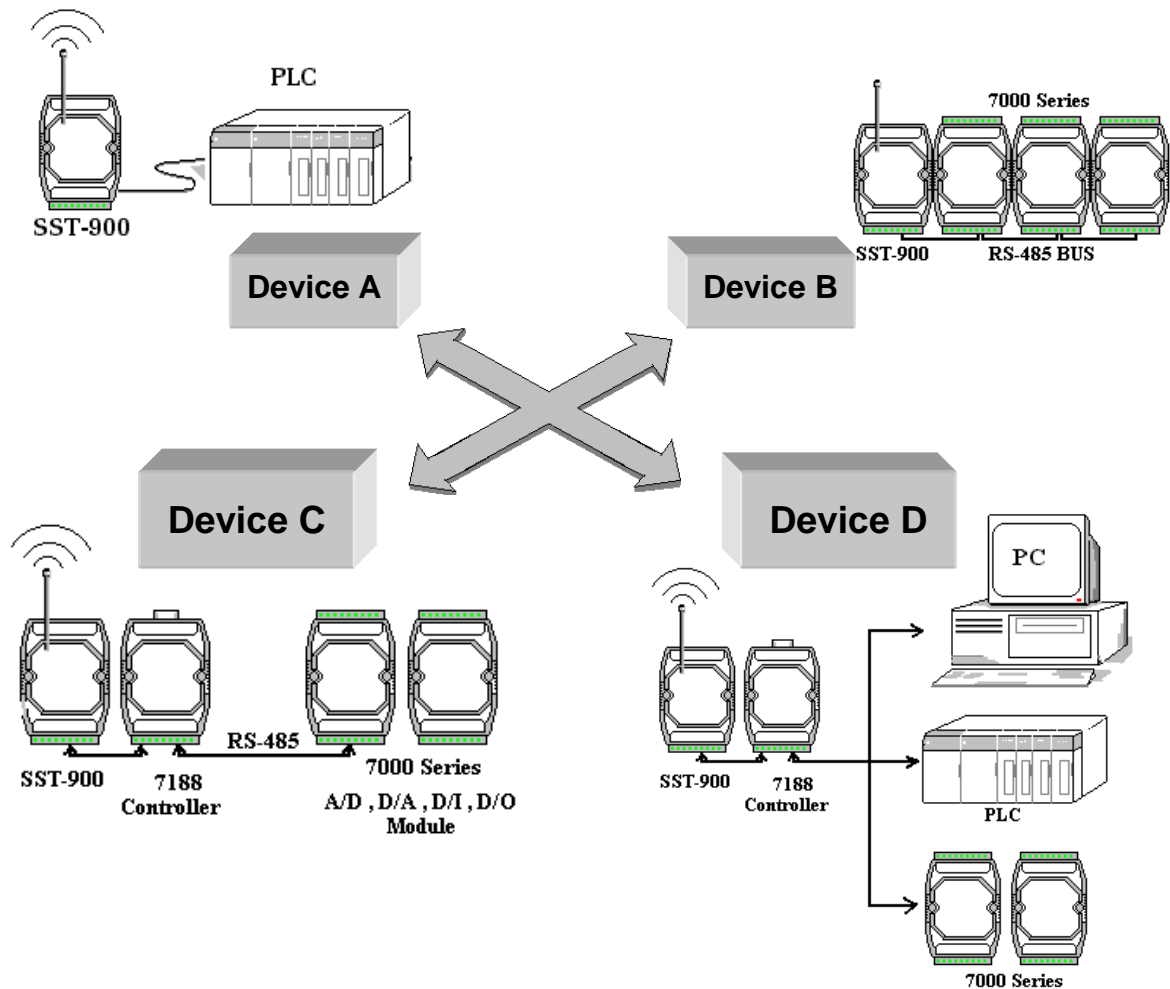 PLC
SST-900
7000 Series
SST-900
RS-485 BUS
Device A
Device B
Device C
Device D
SST-900
7188
Controller
RS-485
7000 Series
A/D , D/A , D/I , D/O
Module
PC
SST-900
7188
Controller
PLC
7000 Series